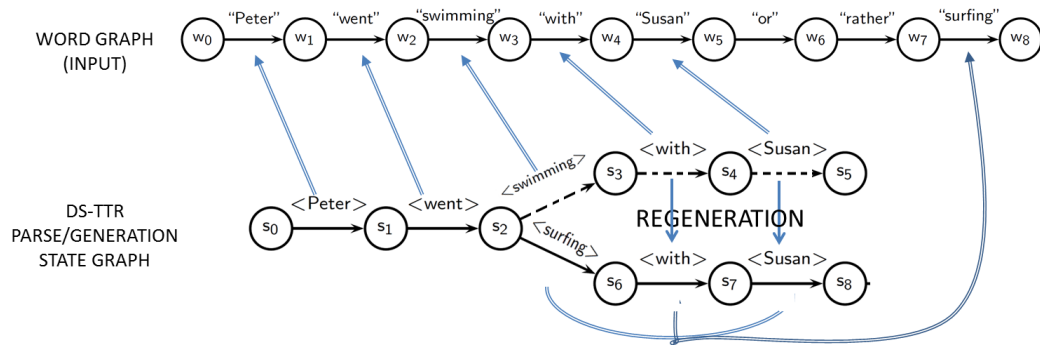 "Peter" "went" "swimming" "with" "Susan" "or" "rather" "surfing"
WORD GRAPH
(INPUT)
w0 w1 w2 w3 w4 w5 w6 w7 w8
<swimming> <with> <Susan>
s3 s4 s5
<Peter> <went>
REGENERATION
DS-TTR
PARSE/GENERATION
STATE GRAPH
s0 s1 s2
<surfing> <with> <Susan>
s6 s7 s8